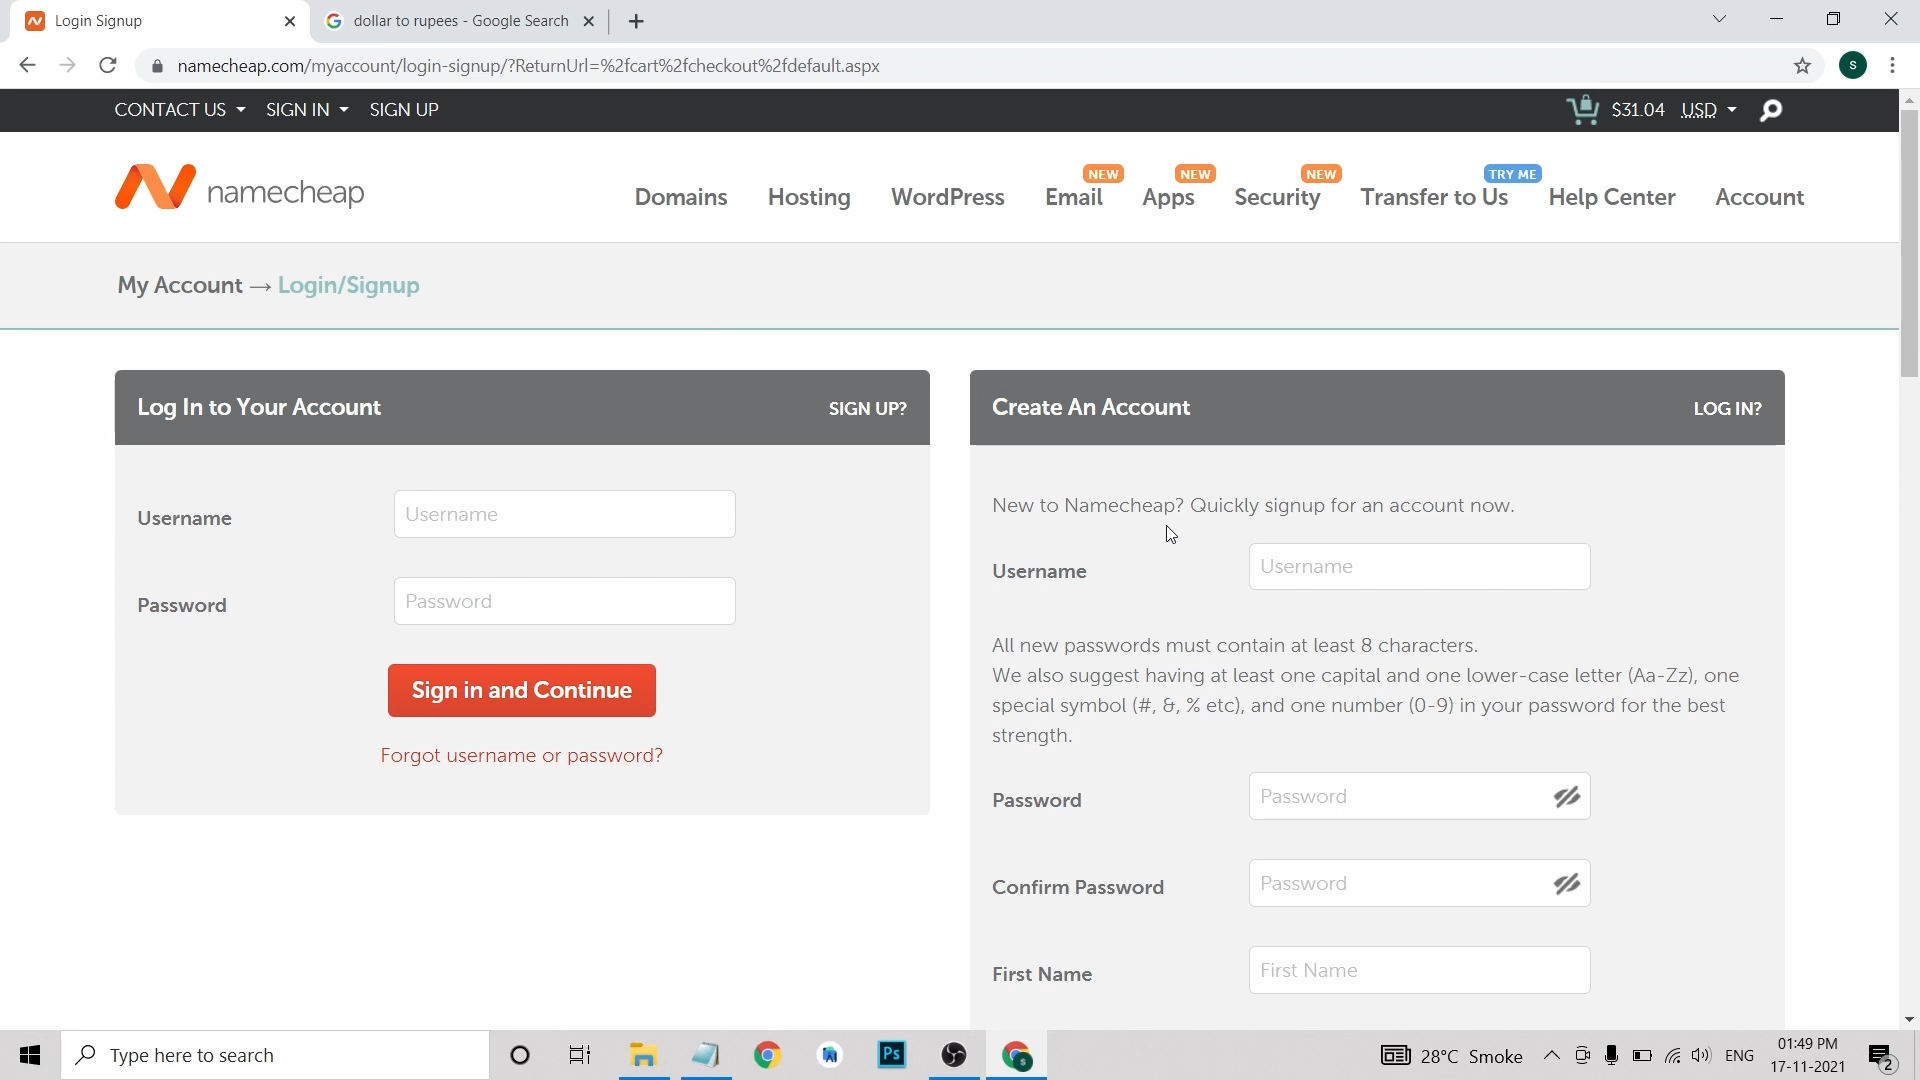 Login Signup
dollar to rupees - Google Search
namecheap.com/myaccount/login-signup/?ReturnUrl=%2fcart%2fcheckout%2fdefault.aspx
S
CONTACT US SIGN IN SIGN UP
$31.04 USD
namecheap
Domains Hosting WordPress Email NEW Apps NEW Security NEW Transfer to Us TRY ME Help Center Account
My Account → Login/Signup
Log In to Your Account SIGN UP?
Username Username
Password Password
Sign in and Continue
Forgot username or password?
Create An Account LOG IN?
New to Namecheap? Quickly signup for an account now.
Username Username
All new passwords must contain at least 8 characters.
We also suggest having at least one capital and one lower-case letter (Aa-Zz), one
special symbol (#, &, % etc), and one number (0-9) in your password for the best
strength.
Password Password
Confirm Password Password
First Name First Name
Type here to search
Ps
S
28°C Smoke
ENG
01:49 PM
17-11-2021
2